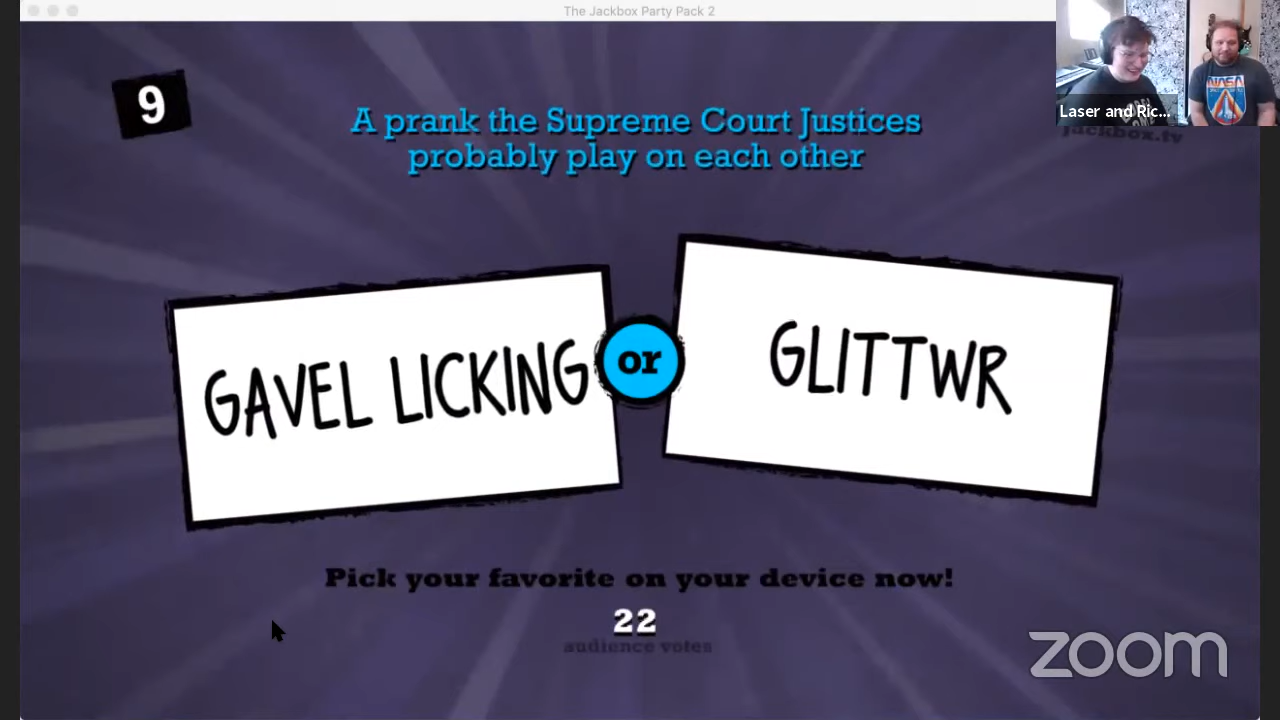 The Jackbox Party Pack 2
9
A prank the Supreme Court Justices
probably play on each other
Laser and Ric...
jackbox.tv
NASA
GAVEL LICKING
or
GLITTWR
Pick your favorite on your device now!
22
audience votes
zoom